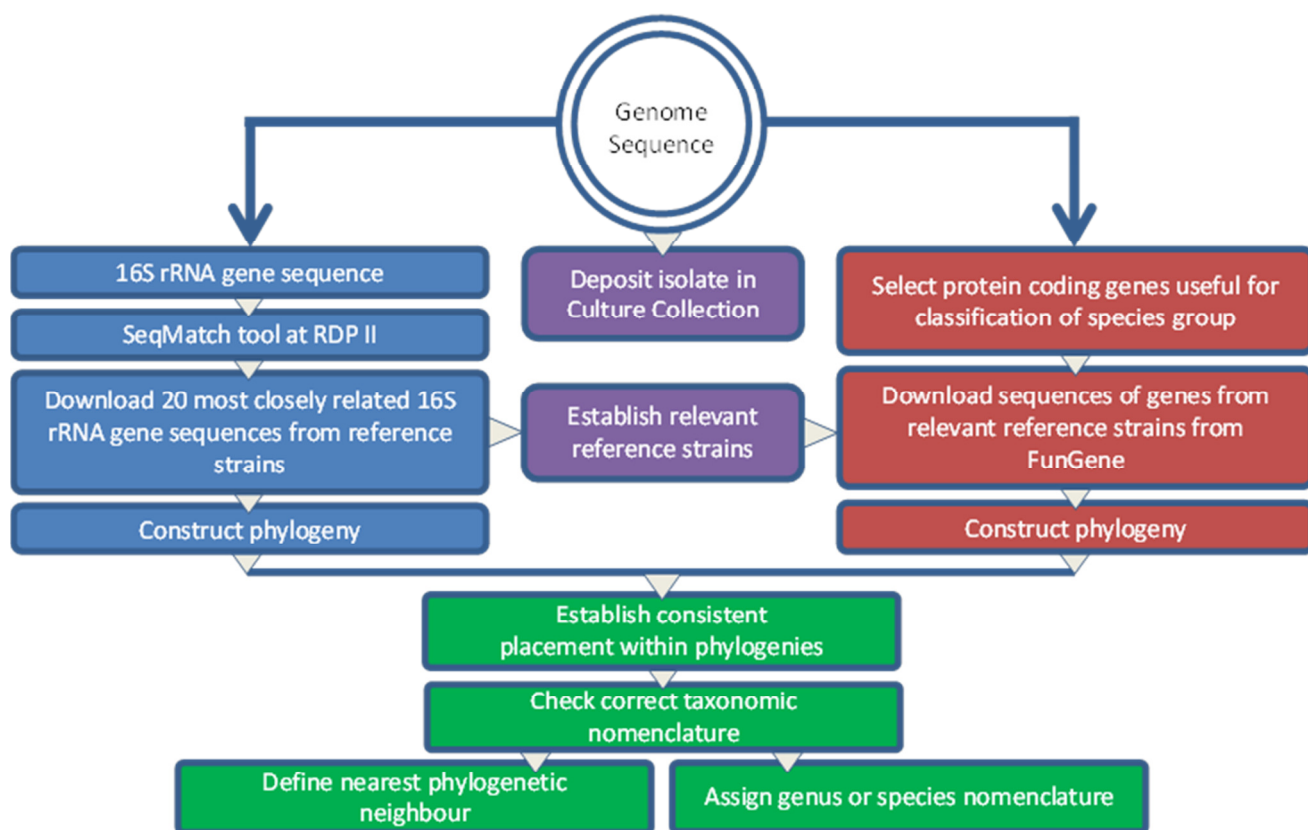 Genome
Sequence
16S rRNA gene sequence
SeqMatch tool at RDP II
Download 20 most closely related 16S
rRNA gene sequences from reference
strains
Construct phylogeny
Deposit isolate in
Culture Collection
Establish relevant
reference strains
Select protein coding genes useful for
classification of species group
Download sequences of genes from
relevant reference strains from
FunGene
Construct phylogeny
Establish consistent
placement within phylogenies
Check correct taxonomic
nomenclature
Define nearest phylogenetic
neighbour
Assign genus or species nomenclature